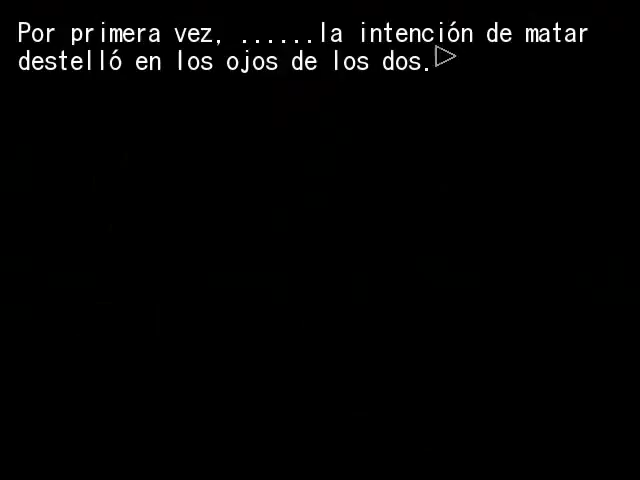 Por primera vez, ......la intención de matar
destelló en los ojos de los dos.